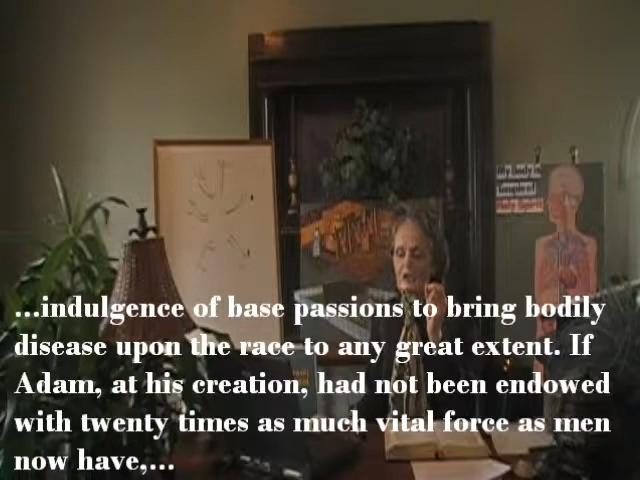 ...indulgence of base passions to bring bodily
disease upon the race to any great extent. If
Adam, at his creation, had not been endowed
with twenty times as much vital force as men
now have,...